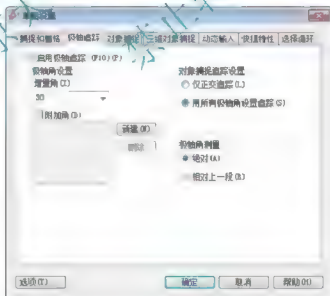 草图设置
捕捉和栅格 极轴追踪 对象捕捉 三维对象捕捉 动态输入 快捷特性 选择循环
启用极轴追踪 (F10)(P)
极轴角设置
增量角(I)
30
附加角(D)
新建(N)
删除
对象捕捉追踪设置
仅正交追踪(L)
用所有极轴角设置追踪(S)
极轴角测量
绝对(A)
相对上一段(R)
选项(T)...
确定
取消
帮助(H)